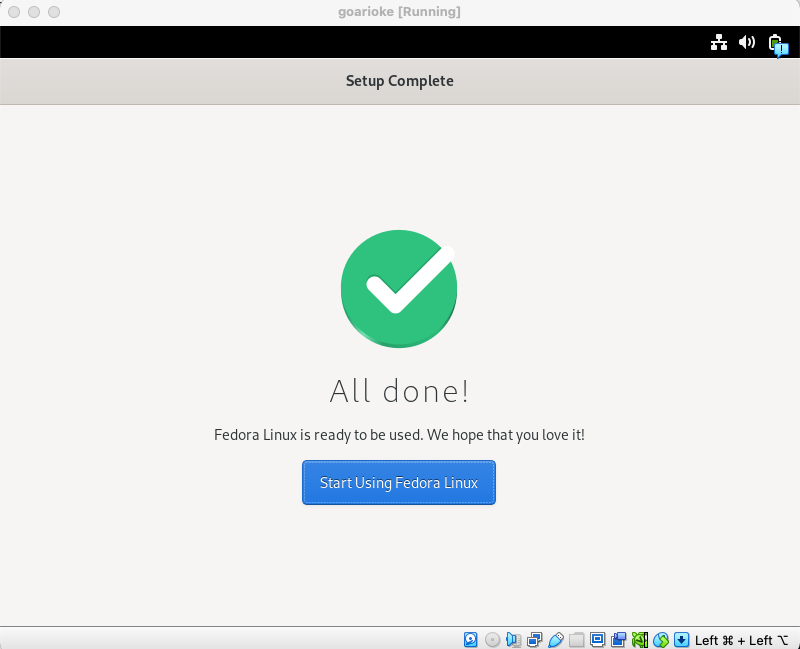 goarioke [Running]
Setup Complete
All done!
Fedora Linux is ready to be used. We hope that you love it!
Start Using Fedora Linux
Left ⌘ + Left ⌥